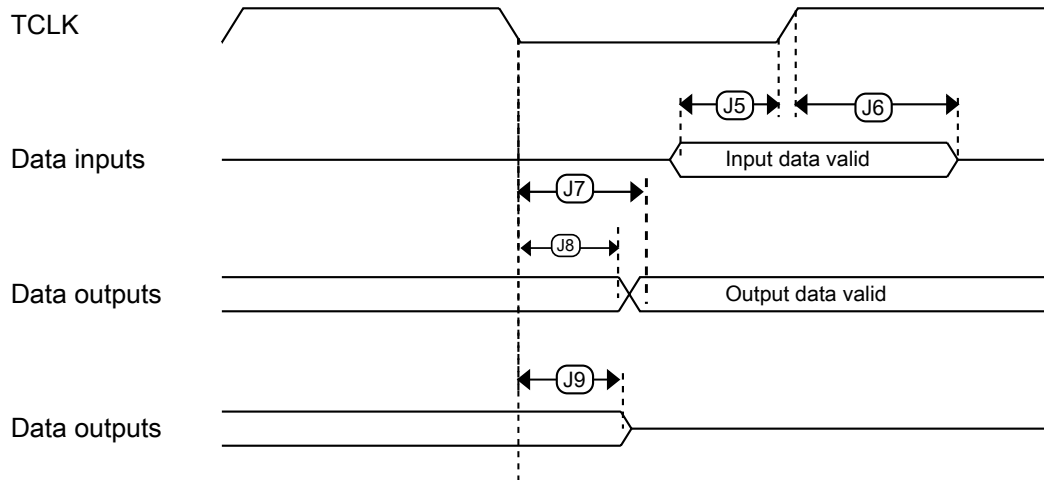 TCLK
J5
J6
Data inputs
Input data valid
J7
J8
Data outputs
Output data valid
J9
Data outputs